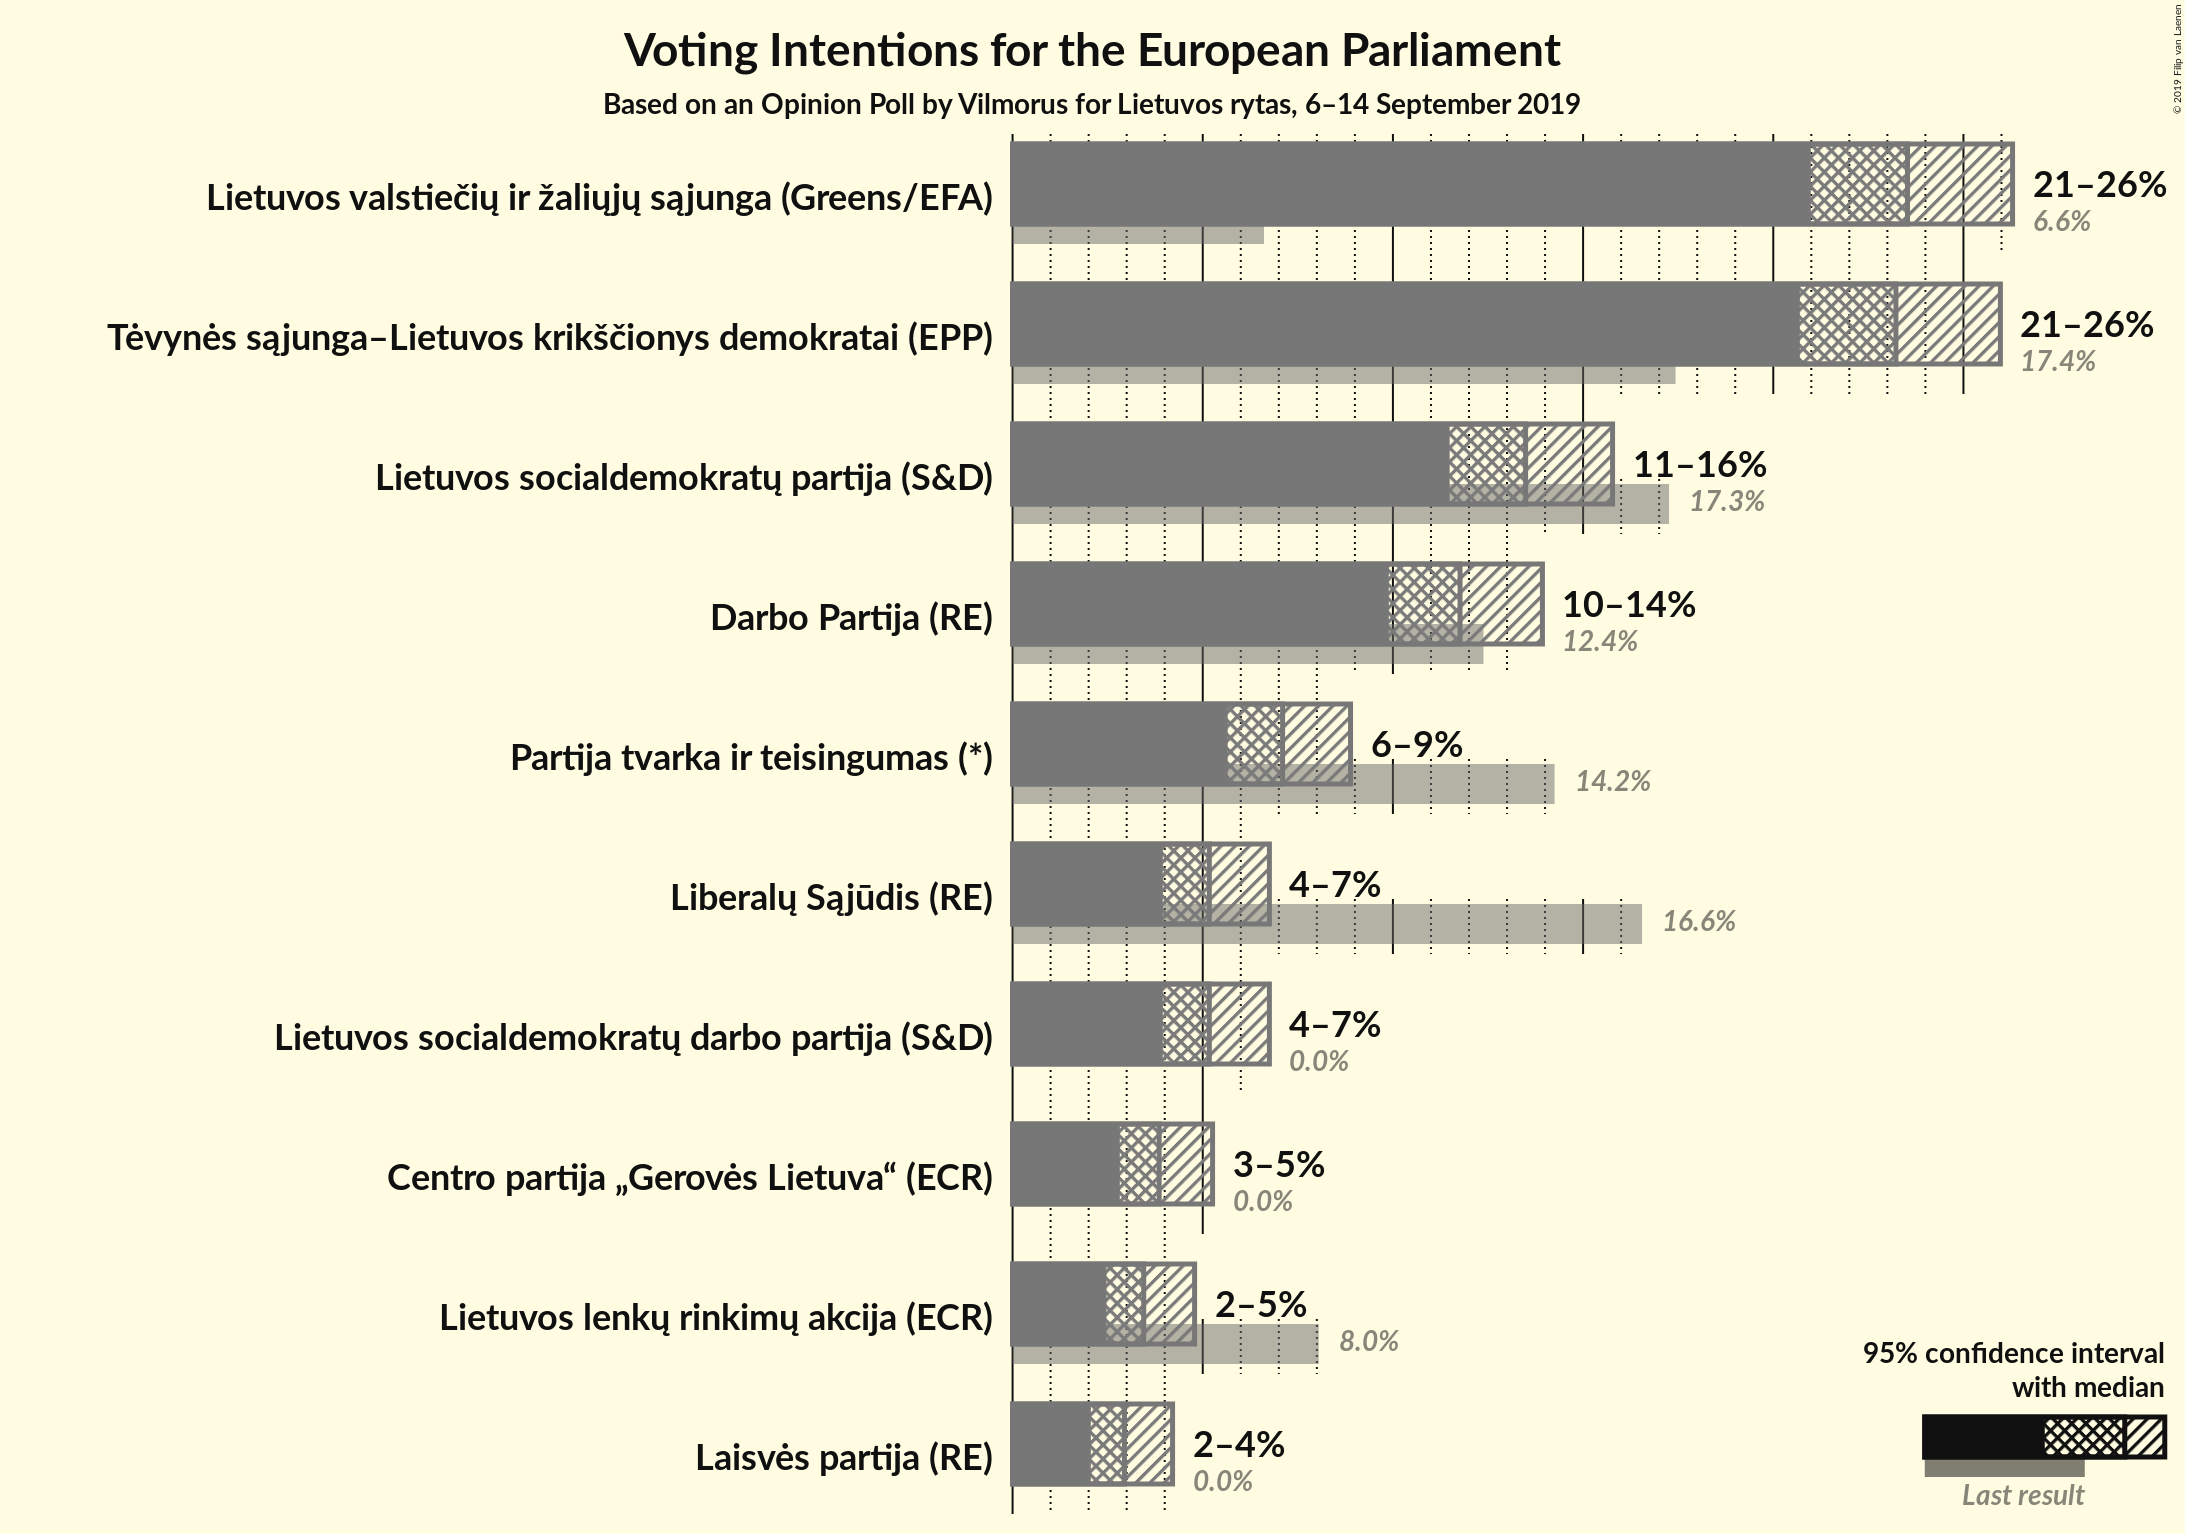 Voting Intentions for the European Parliament
Based on an Opinion Poll by Vilmorus for Lietuvos rytas, 6–14 September 2019
© 2019 Filip van Laenen
Lietuvos valstiečių ir žaliųjų sąjunga (Greens/EFA)
21–26%
6.6%
Tėvynės sąjunga–Lietuvos krikščionys demokratai (EPP)
21–26%
17.4%
Lietuvos socialdemokratų partija (S&D)
11–16%
17.3%
Darbo Partija (RE)
10–14%
12.4%
Partija tvarka ir teisingumas (*)
6–9%
14.2%
Liberalų Sąjūdis (RE)
4–7%
16.6%
Lietuvos socialdemokratų darbo partija (S&D)
4–7%
0.0%
Centro partija „Gerovės Lietuva“ (ECR)
3–5%
0.0%
Lietuvos lenkų rinkimų akcija (ECR)
2–5%
8.0%
Laisvės partija (RE)
2–4%
0.0%
95% confidence interval
with median
Last result